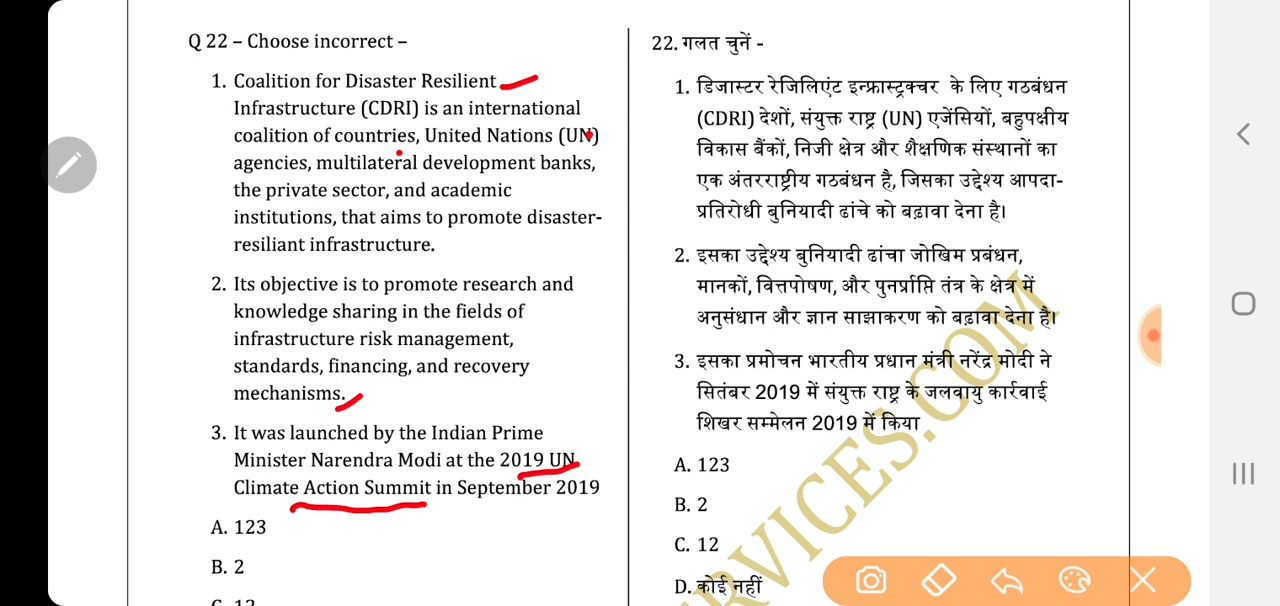 Q 22 – Choose incorrect –
1. Coalition for Disaster Resilient
Infrastructure (CDRI) is an international
coalition of countries, United Nations (UN)
agencies, multilateral development banks,
the private sector, and academic
institutions, that aims to promote disaster-
resiliant infrastructure.
2. Its objective is to promote research and
knowledge sharing in the fields of
infrastructure risk management,
standards, financing, and recovery
mechanisms.
3. It was launched by the Indian Prime
Minister Narendra Modi at the 2019 UN
Climate Action Summit in September 2019
A. 123
B. 2
C. 12
22. गलत चुनें -
1. डिजास्टर रेजिलिएंट इन्फ्रास्ट्रक्चर के लिए गठबंधन
(CDRI) देशों, संयुक्त राष्ट्र (UN) एजेंसियों, बहुपक्षीय
विकास बैंकों, निजी क्षेत्र और शैक्षणिक संस्थानों का
एक अंतरराष्ट्रीय गठबंधन है, जिसका उद्देश्य आपदा-
प्रतिरोधी बुनियादी ढांचे को बढ़ावा देना है।
2. इसका उद्देश्य बुनियादी ढांचा जोखिम प्रबंधन,
मानकों, वित्तपोषण, और पुनर्प्राप्ति तंत्र के क्षेत्र में
अनुसंधान और ज्ञान साझाकरण को बढ़ावा देना है।
3. इसका प्रमोचन भारतीय प्रधान मंत्री नरेंद्र मोदी ने
सितंबर 2019 में संयुक्त राष्ट्र के जलवायु कार्रवाई
शिखर सम्मेलन 2019 में किया
A. 123
B. 2
C. 12
D. कोई नहीं
ERVICES.COM